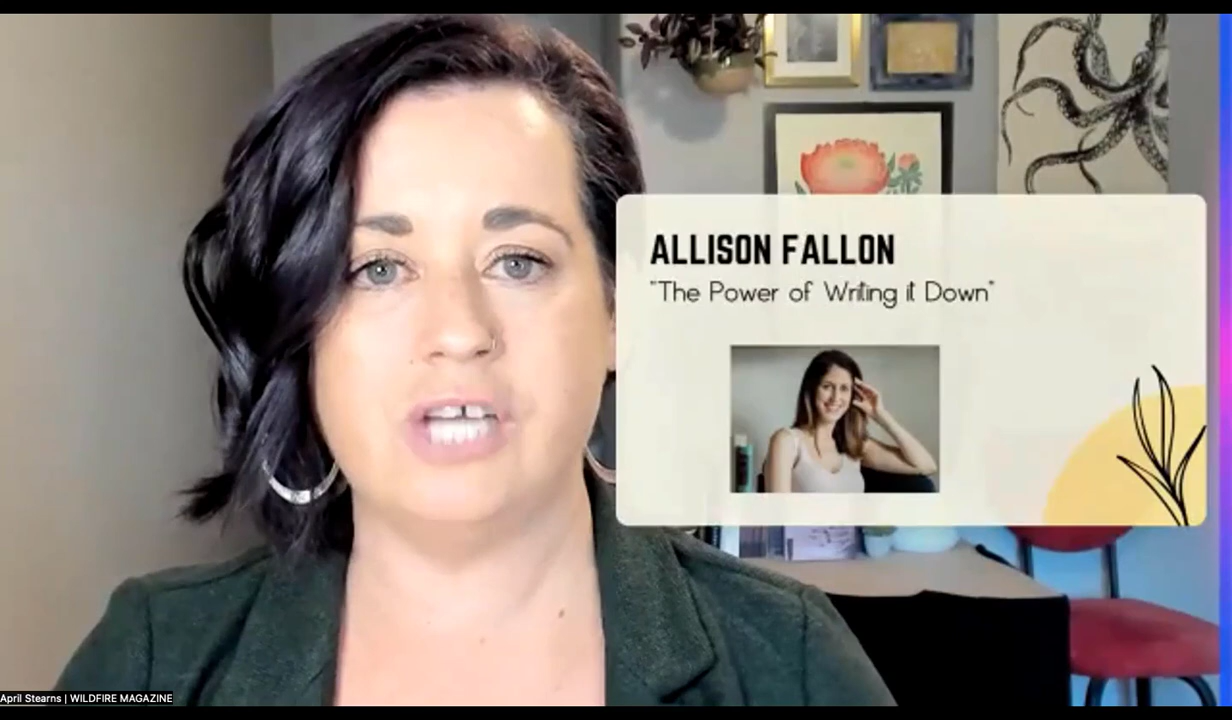 ALLISON FALLON
"The Power of Writing it Down"
April Stearns | WILDFIRE MAGAZINE